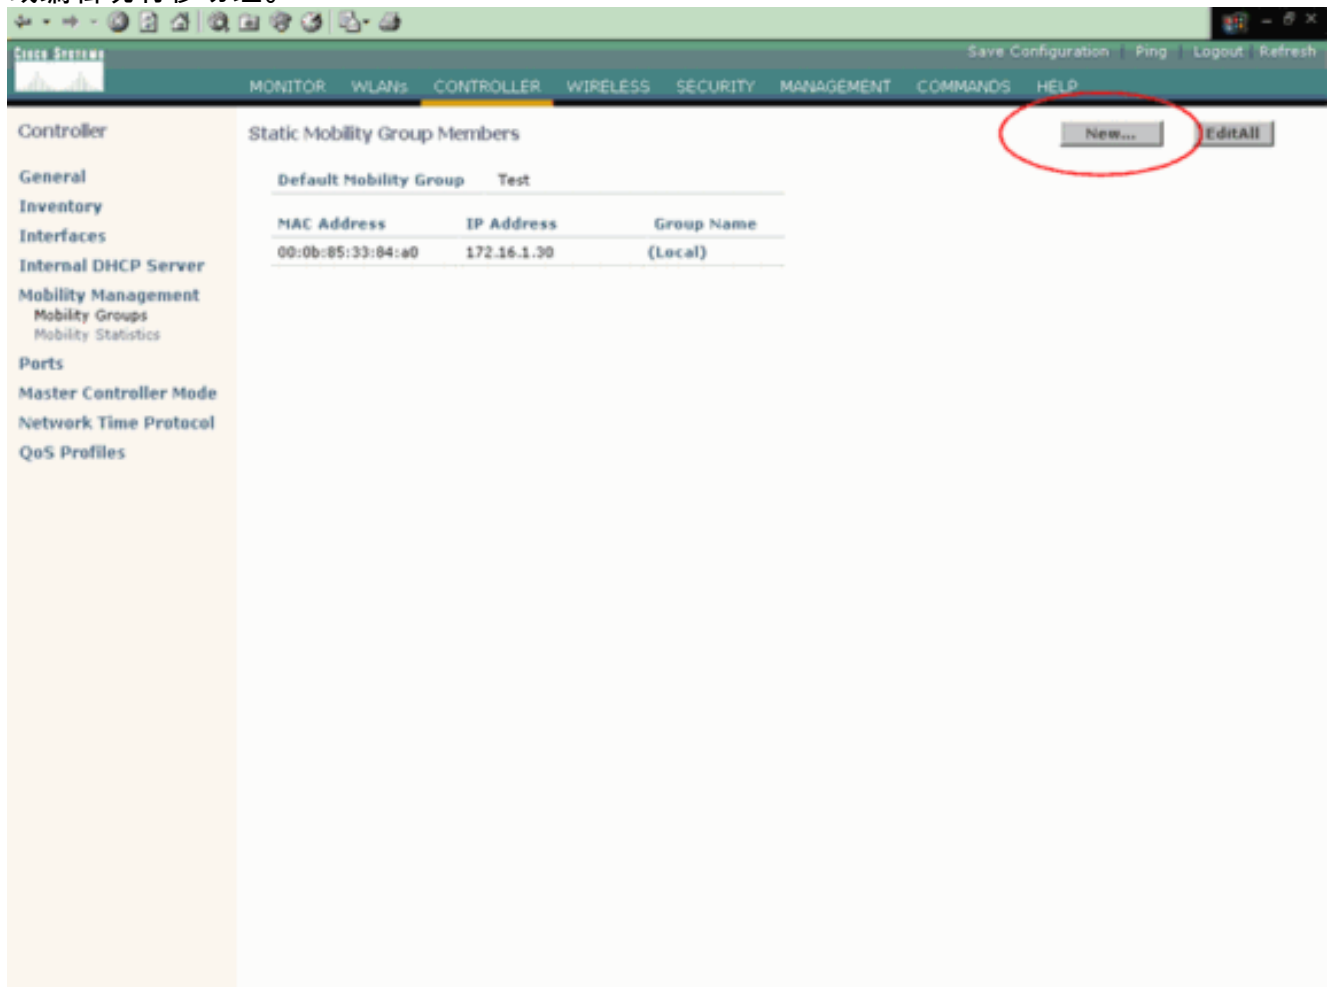 Cisco Systems
Save Configuration | Ping | Logout | Refresh
MONITOR WLANs CONTROLLER WIRELESS SECURITY MANAGEMENT COMMANDS HELP
Controller
General
Inventory
Interfaces
Internal DHCP Server
Mobility Management
Mobility Groups
Mobility Statistics
Ports
Master Controller Mode
Network Time Protocol
QoS Profiles
Static Mobility Group Members
New...
EditAll
Default Mobility Group Test
MAC Address IP Address Group Name
00:0b:85:33:84:a0 172.16.1.30 (Local)